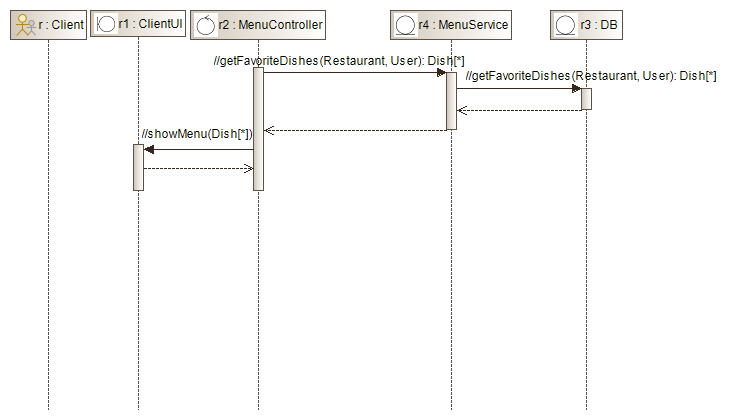 r : Client
r1 : ClientUI
r2 : MenuController
r4 : MenuService
r3 : DB
//getFavoriteDishes(Restaurant, User): Dish[*]
//getFavoriteDishes(Restaurant, User): Dish[*]
//showMenu(Dish[*])